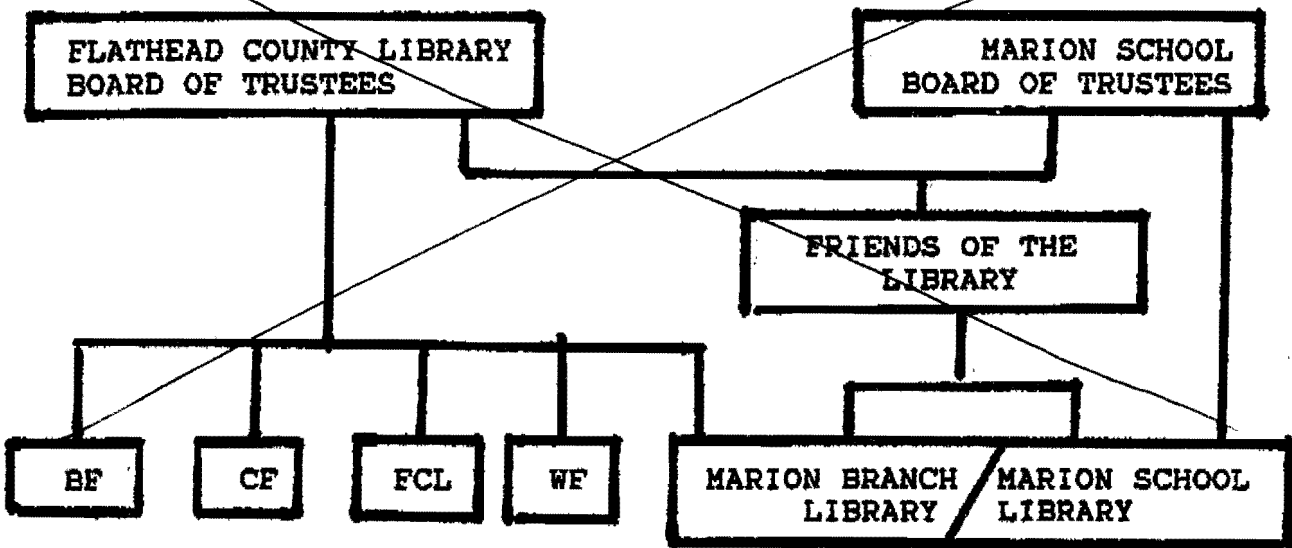 FLATHEAD COUNTY LIBRARY
BOARD OF TRUSTEES
MARION SCHOOL
BOARD OF TRUSTEES
FRIENDS OF THE
LIBRARY
BF
CF
FCL
WF
MARION BRANCH
LIBRARY
/
MARION SCHOOL
LIBRARY